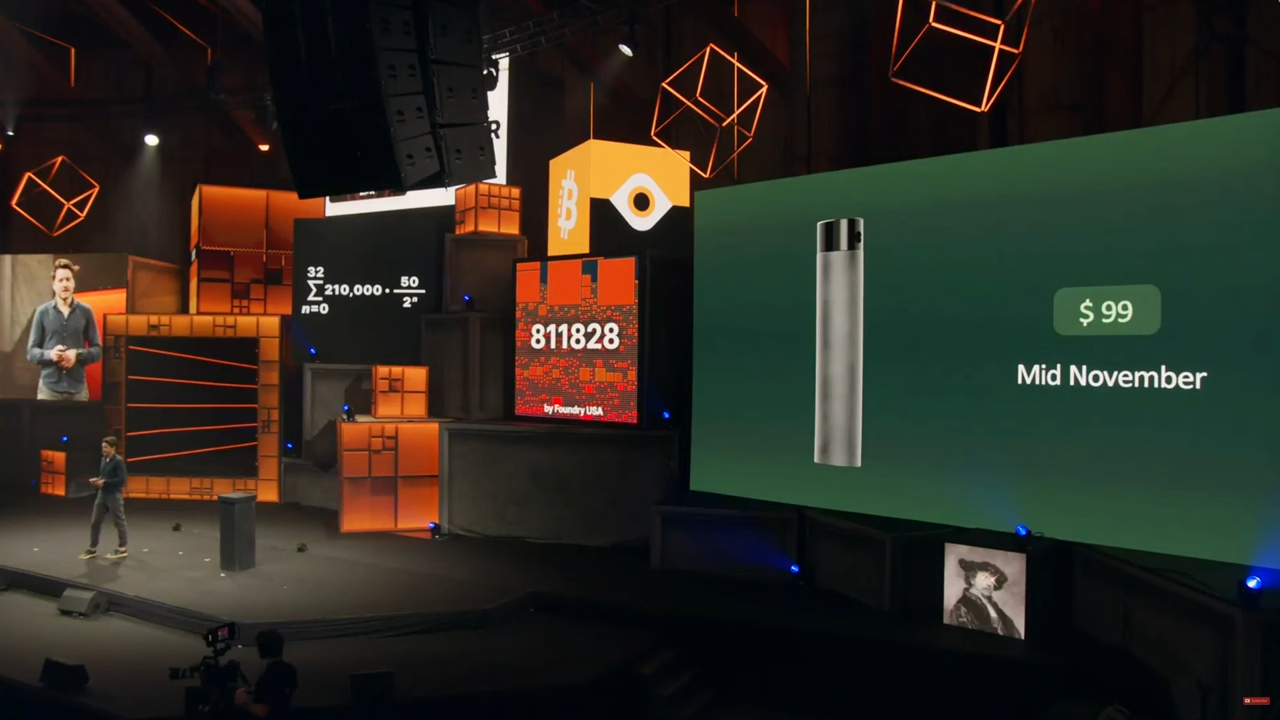 R
32
∑ 210,000 · 50/2ⁿ
n=0
₿
811828
by Foundry USA
$ 99
Mid November